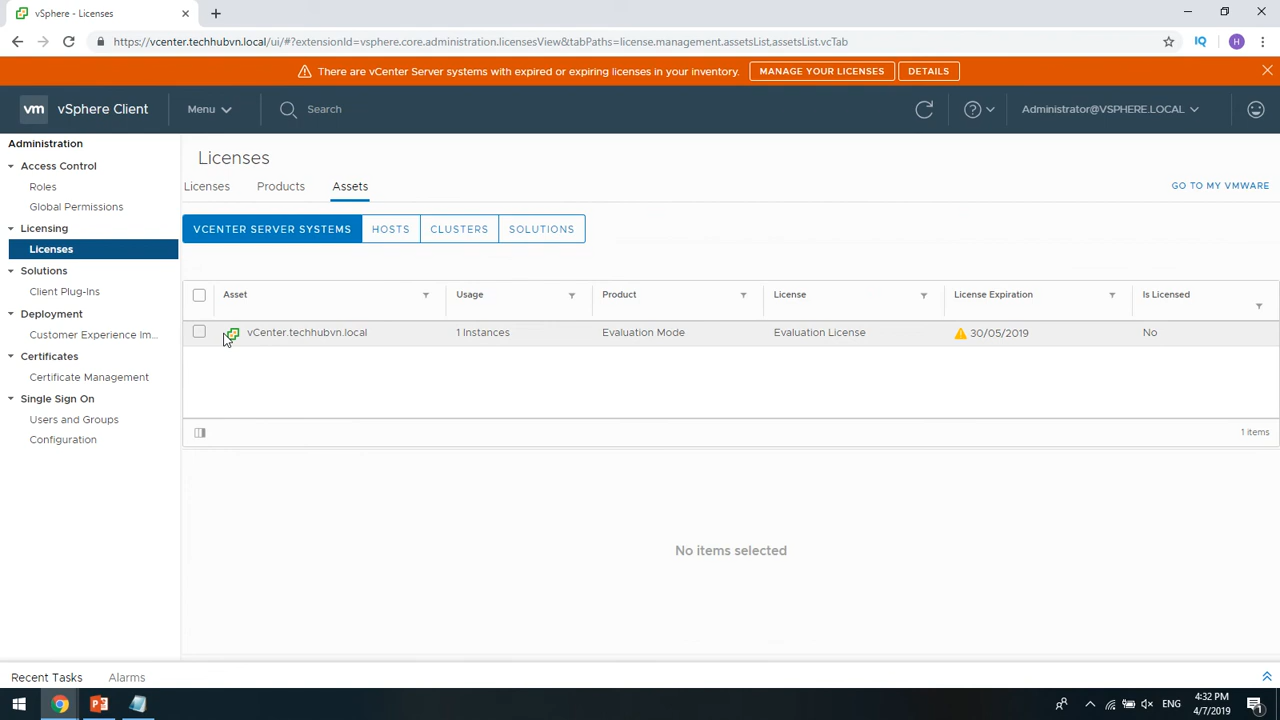 vSphere - Licenses
https://vcenter.techhubvn.local/ui/#?extensionId=vsphere.core.administration.licensesView&tabPaths=license.management.assetsList.assetsList.vcTab
IQ
H
There are vCenter Server systems with expired or expiring licenses in your inventory.
MANAGE YOUR LICENSES
DETAILS
vm
vSphere Client
Menu
Search
Administrator@VSPHERE.LOCAL
Administration
Access Control
Roles
Global Permissions
Licensing
Licenses
Solutions
Client Plug-Ins
Deployment
Customer Experience Im...
Certificates
Certificate Management
Single Sign On
Users and Groups
Configuration
Licenses
Licenses Products Assets
GO TO MY VMWARE
VCENTER SERVER SYSTEMS HOSTS CLUSTERS SOLUTIONS
Asset Usage Product License License Expiration Is Licensed
vCenter.techhubvn.local 1 Instances Evaluation Mode Evaluation License 30/05/2019 No
1 items
No items selected
Recent Tasks Alarms
ENG
4:32 PM
4/7/2019
1